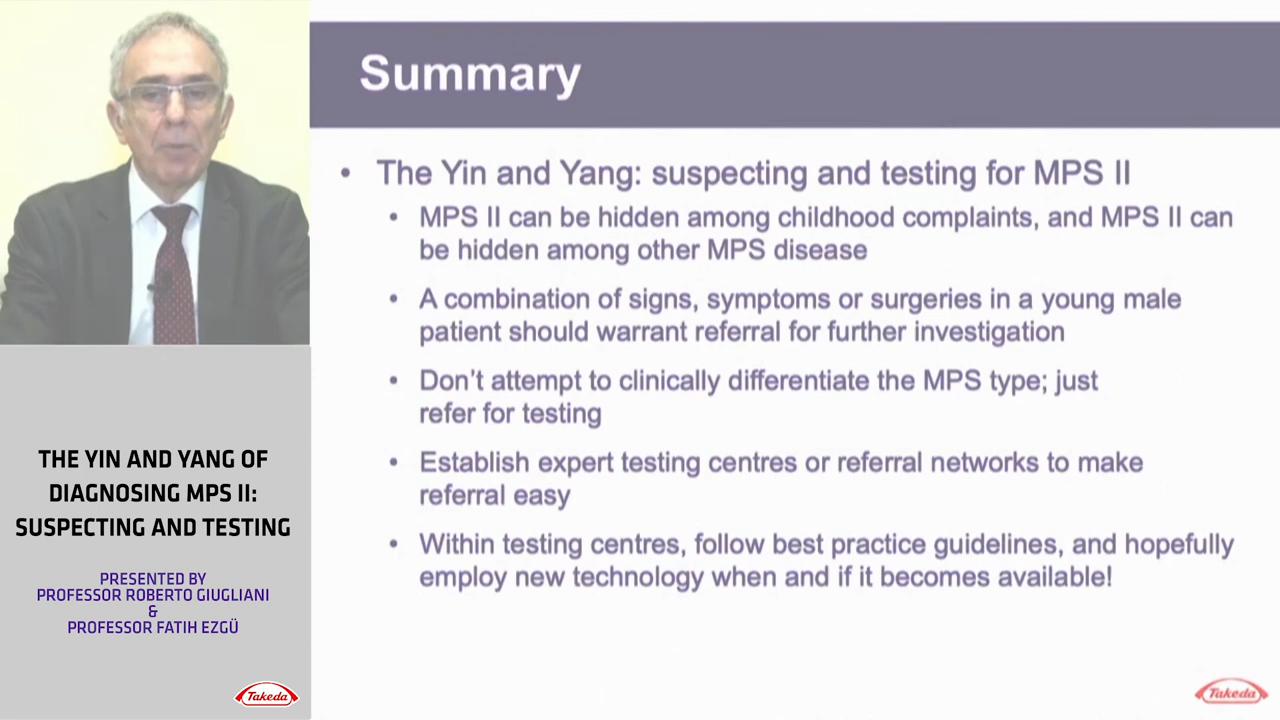 Summary
• The Yin and Yang: suspecting and testing for MPS II
• MPS II can be hidden among childhood complaints, and MPS II can
be hidden among other MPS disease
• A combination of signs, symptoms or surgeries in a young male
patient should warrant referral for further investigation
• Don’t attempt to clinically differentiate the MPS type; just
refer for testing
• Establish expert testing centres or referral networks to make
referral easy
• Within testing centres, follow best practice guidelines, and hopefully
employ new technology when and if it becomes available!
THE YIN AND YANG OF
DIAGNOSING MPS II:
SUSPECTING AND TESTING
PRESENTED BY
PROFESSOR ROBERTO GIUGLIANI
&
PROFESSOR FATIH EZGÜ
Takeda
Takeda